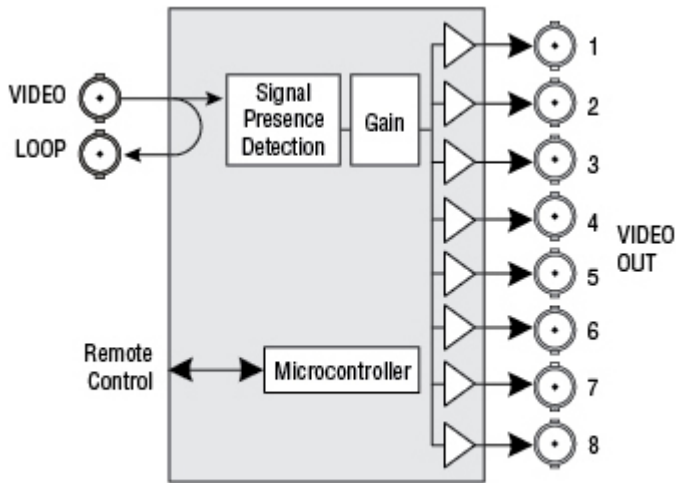 VIDEO
LOOP
Signal
Presence
Detection
Gain
1
2
3
4
5
6
7
8
VIDEO
OUT
Remote
Control
Microcontroller